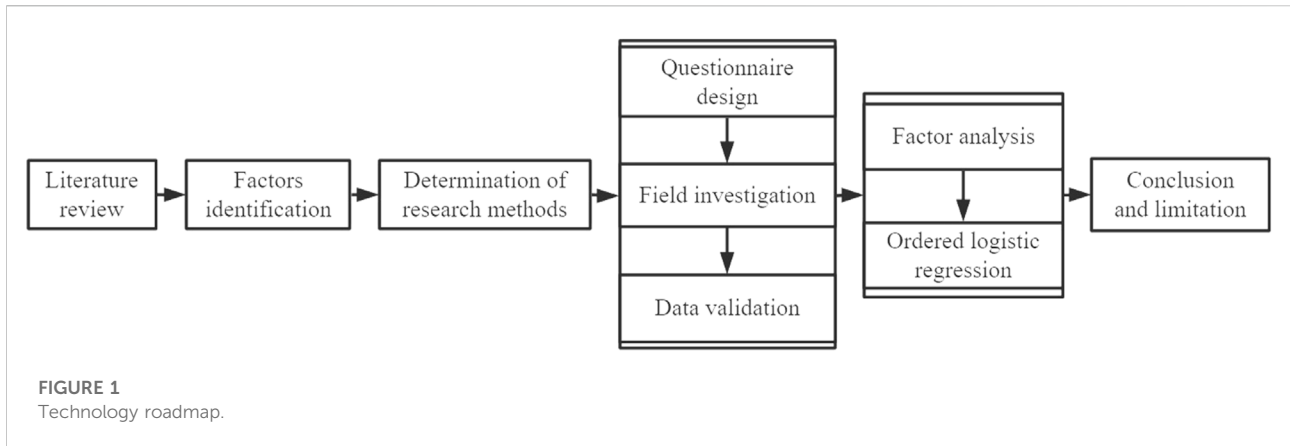 Literature
review
Factors
identification
Determination of
research methods
Questionnaire
design
Field investigation
Data validation
Factor analysis
Ordered logistic
regression
Conclusion
and limitation
FIGURE 1
Technology roadmap.